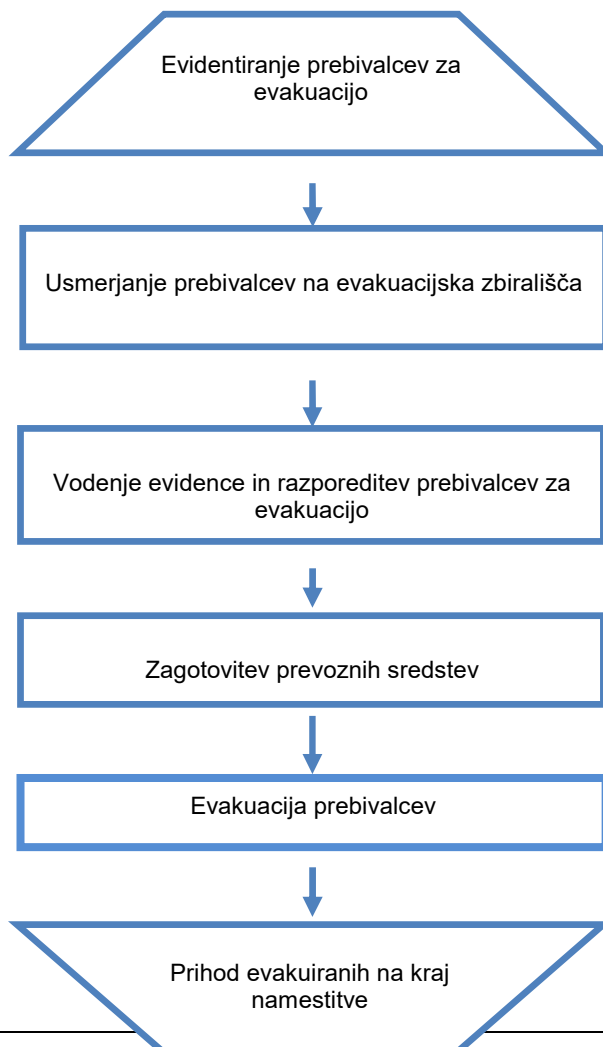 Evidentiranje prebivalcev za
evakuacijo
Usmerjanje prebivalcev na evakuacijska zbirališča
Vodenje evidence in razporeditev prebivalcev za
evakuacijo
Zagotovitev prevoznih sredstev
Evakuacija prebivalcev
Prihod evakuiranih na kraj
namestitve